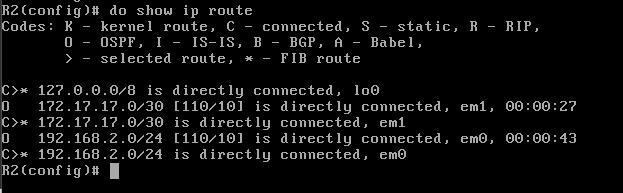 R2(config)# do show ip route
Codes: K - kernel route, C - connected, S - static, R - RIP,
O - OSPF, I - IS-IS, B - BGP, A - Babel,
> - selected route, * - FIB route
C>* 127.0.0.0/8 is directly connected, lo0
O 172.17.17.0/30 [110/10] is directly connected, em1, 00:00:27
C>* 172.17.17.0/30 is directly connected, em1
O 192.168.2.0/24 [110/10] is directly connected, em0, 00:00:43
C>* 192.168.2.0/24 is directly connected, em0
R2(config)#